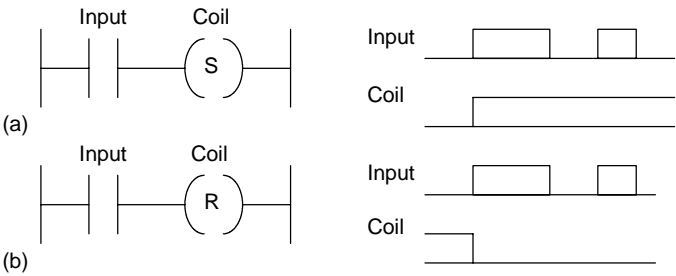 Input Coil
S
Input
Coil
(a)
Input Coil
R
Input
Coil
(b)